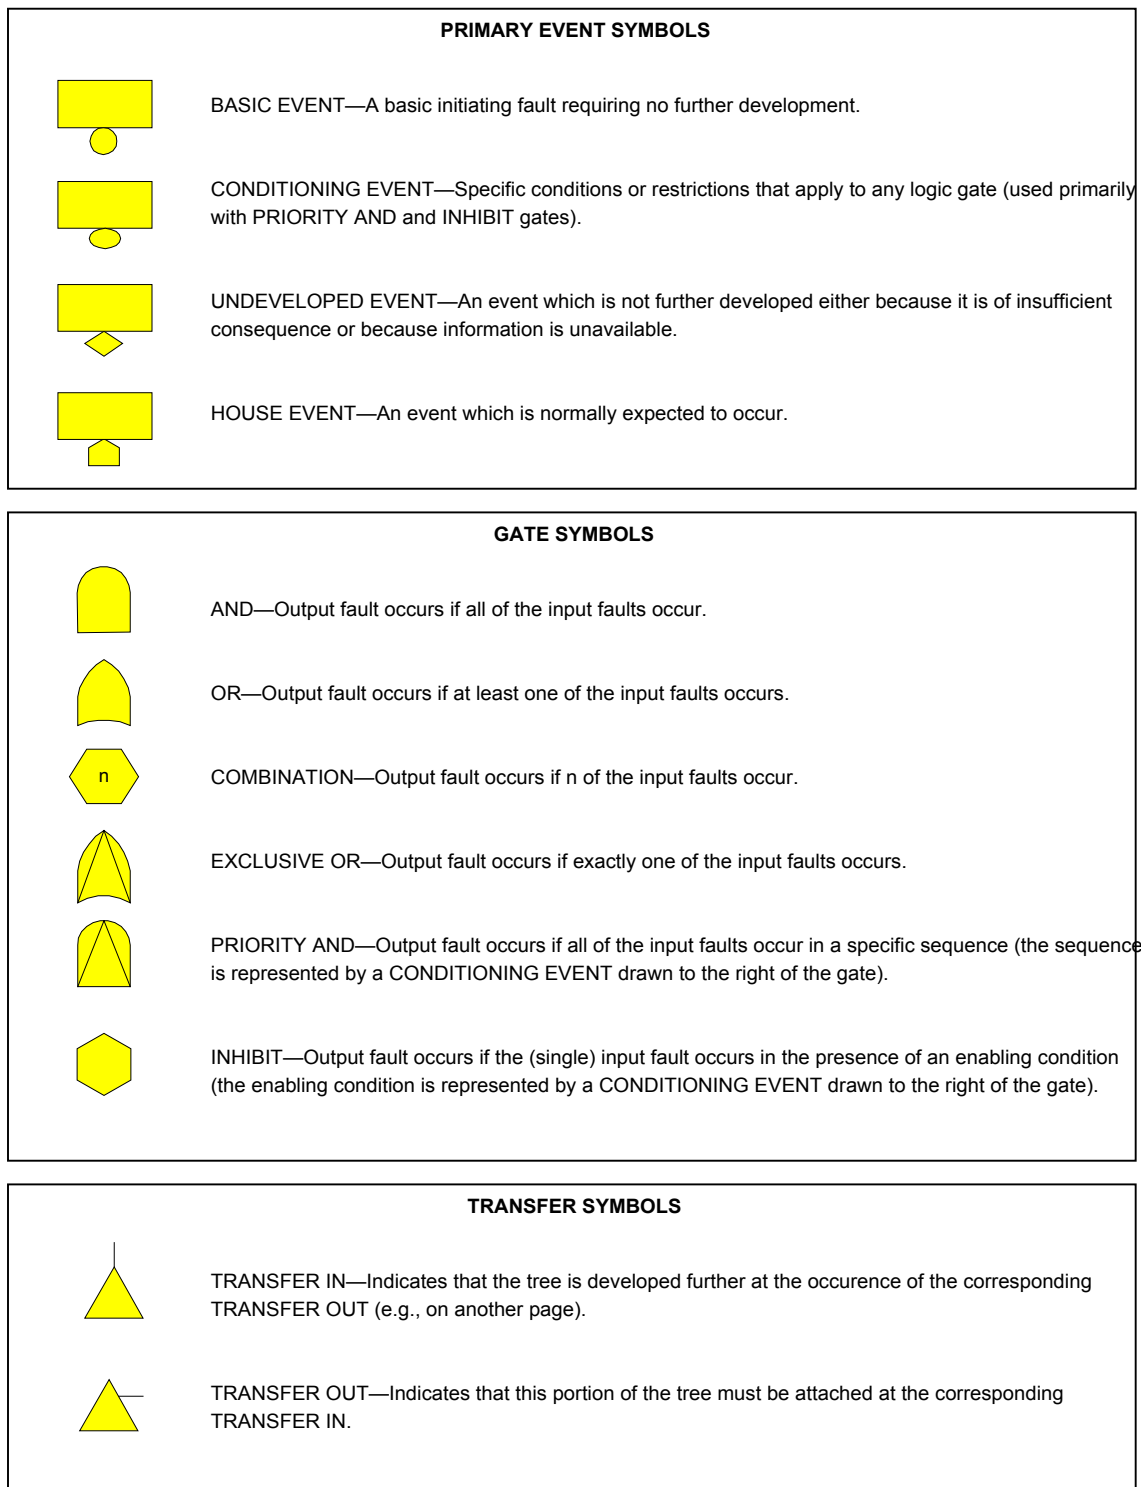 PRIMARY EVENT SYMBOLS
BASIC EVENT—A basic initiating fault requiring no further development.
CONDITIONING EVENT—Specific conditions or restrictions that apply to any logic gate (used primarily
with PRIORITY AND and INHIBIT gates).
UNDEVELOPED EVENT—An event which is not further developed either because it is of insufficient
consequence or because information is unavailable.
HOUSE EVENT—An event which is normally expected to occur.
GATE SYMBOLS
AND—Output fault occurs if all of the input faults occur.
OR—Output fault occurs if at least one of the input faults occurs.
n
COMBINATION—Output fault occurs if n of the input faults occur.
EXCLUSIVE OR—Output fault occurs if exactly one of the input faults occurs.
PRIORITY AND—Output fault occurs if all of the input faults occur in a specific sequence (the sequence
is represented by a CONDITIONING EVENT drawn to the right of the gate).
INHIBIT—Output fault occurs if the (single) input fault occurs in the presence of an enabling condition
(the enabling condition is represented by a CONDITIONING EVENT drawn to the right of the gate).
TRANSFER SYMBOLS
TRANSFER IN—Indicates that the tree is developed further at the occurence of the corresponding
TRANSFER OUT (e.g., on another page).
TRANSFER OUT—Indicates that this portion of the tree must be attached at the corresponding
TRANSFER IN.